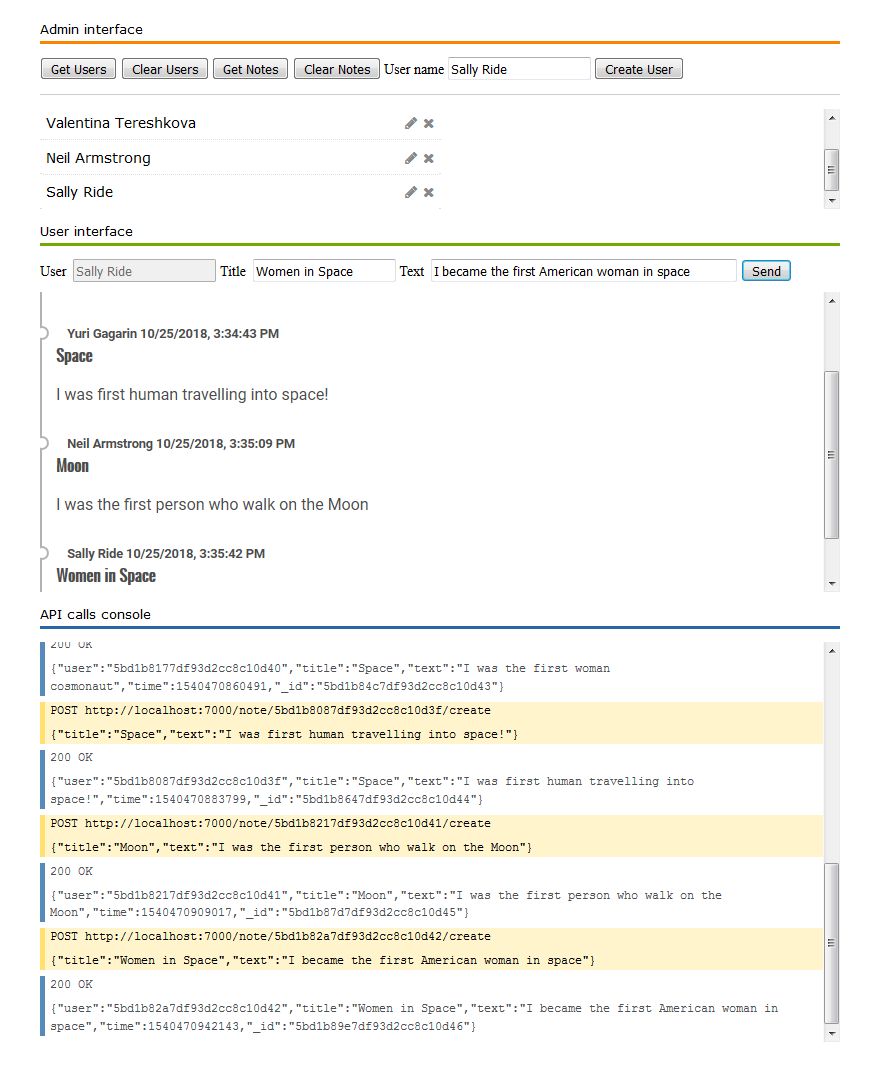 Admin interface
Get Users Clear Users Get Notes Clear Notes User name Sally Ride Create User
Valentina Tereshkova
Neil Armstrong
Sally Ride
User interface
User Sally Ride Title Women in Space Text I became the first American woman in space Send
Yuri Gagarin 10/25/2018, 3:34:43 PM
Space
I was first human travelling into space!
Neil Armstrong 10/25/2018, 3:35:09 PM
Moon
I was the first person who walk on the Moon
Sally Ride 10/25/2018, 3:35:42 PM
Women in Space
API calls console
200 OK
{"user":"5bd1b8177df93d2cc8c10d40","title":"Space","text":"I was the first woman
cosmonaut","time":1540470860491,"_id":"5bd1b84c7df93d2cc8c10d43"}
POST http://localhost:7000/note/5bd1b8087df93d2cc8c10d3f/create
{"title":"Space","text":"I was first human travelling into space!"}
200 OK
{"user":"5bd1b8087df93d2cc8c10d3f","title":"Space","text":"I was first human travelling into
space!","time":1540470883799,"_id":"5bd1b8647df93d2cc8c10d44"}
POST http://localhost:7000/note/5bd1b8217df93d2cc8c10d41/create
{"title":"Moon","text":"I was the first person who walk on the Moon"}
200 OK
{"user":"5bd1b8217df93d2cc8c10d41","title":"Moon","text":"I was the first person who walk on the
Moon","time":1540470909017,"_id":"5bd1b87d7df93d2cc8c10d45"}
POST http://localhost:7000/note/5bd1b82a7df93d2cc8c10d42/create
{"title":"Women in Space","text":"I became the first American woman in space"}
200 OK
{"user":"5bd1b82a7df93d2cc8c10d42","title":"Women in Space","text":"I became the first American woman in
space","time":1540470942143,"_id":"5bd1b89e7df93d2cc8c10d46"}